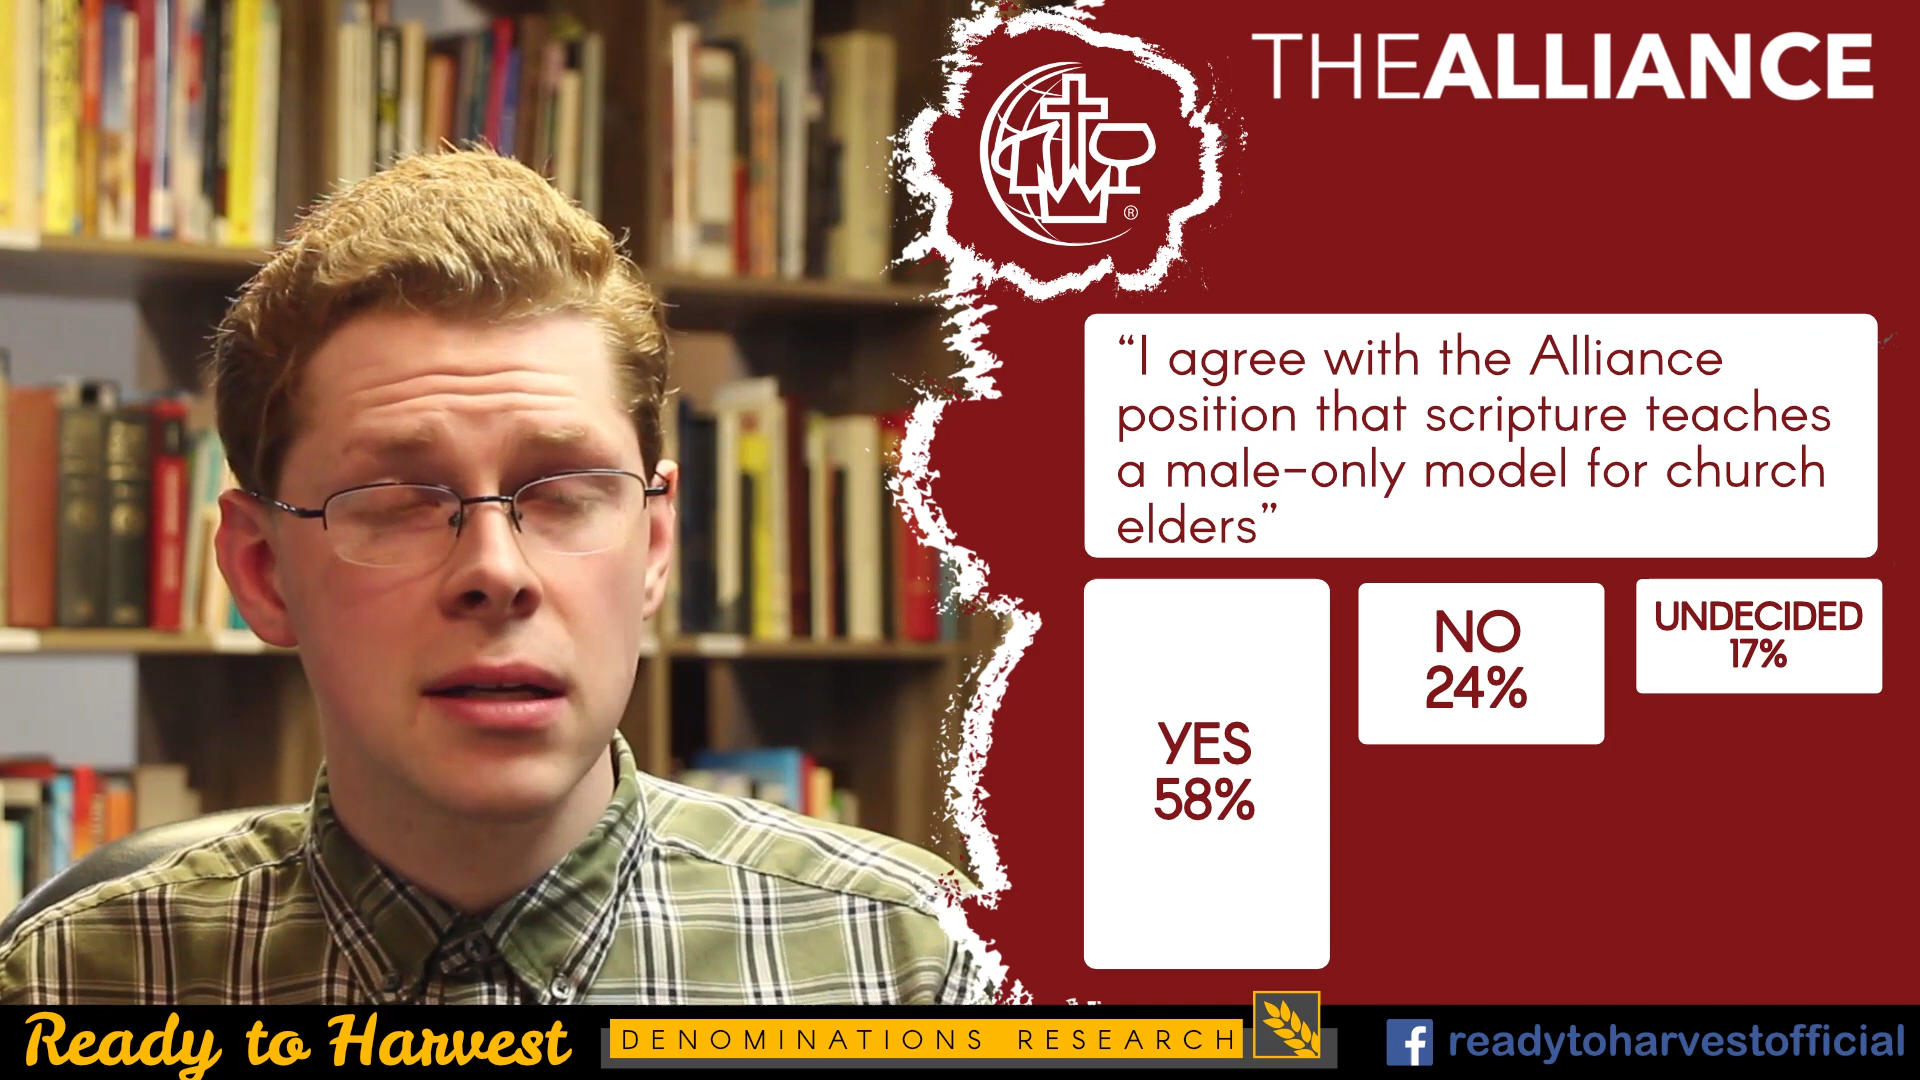 THEALLIANCE
®
“I agree with the Alliance
position that scripture teaches
a male-only model for church
elders”
YES
58%
NO
24%
UNDECIDED
17%
Ready to Harvest
DENOMINATIONS RESEARCH
f readytoharvestofficial